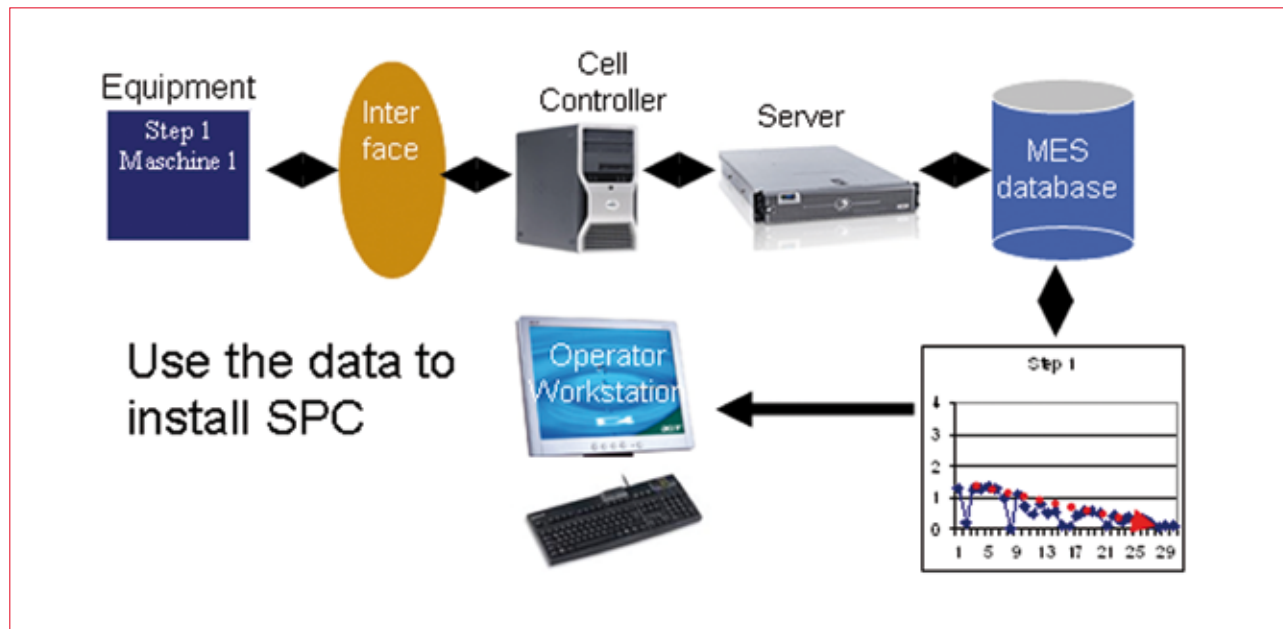 Equipment
Step 1
Maschine 1
Inter
face
Cell
Controller
Server
MES
database
Use the data to
install SPC
Operator
Workstation
acer
Step 1
4
3
2
1
0
1 5 9 13 17 21 25 29